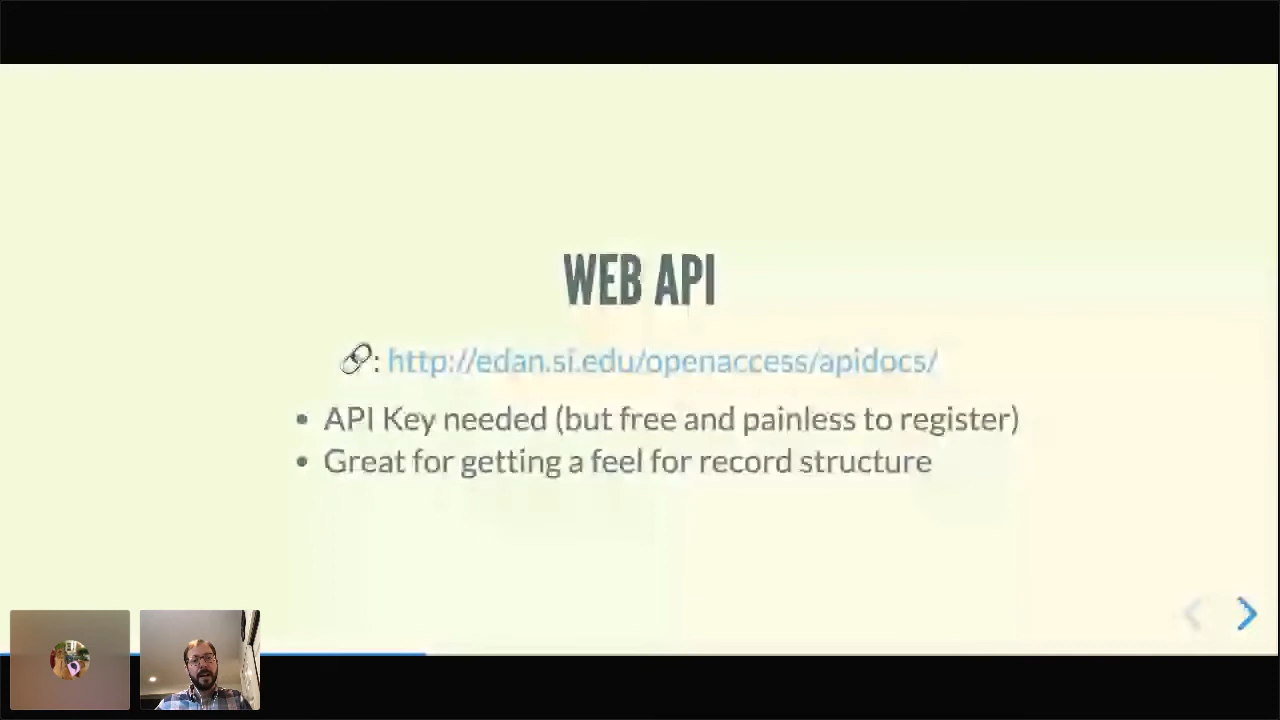 WEB API
🔗: http://edan.si.edu/openaccess/apidocs/
• API Key needed (but free and painless to register)
• Great for getting a feel for record structure